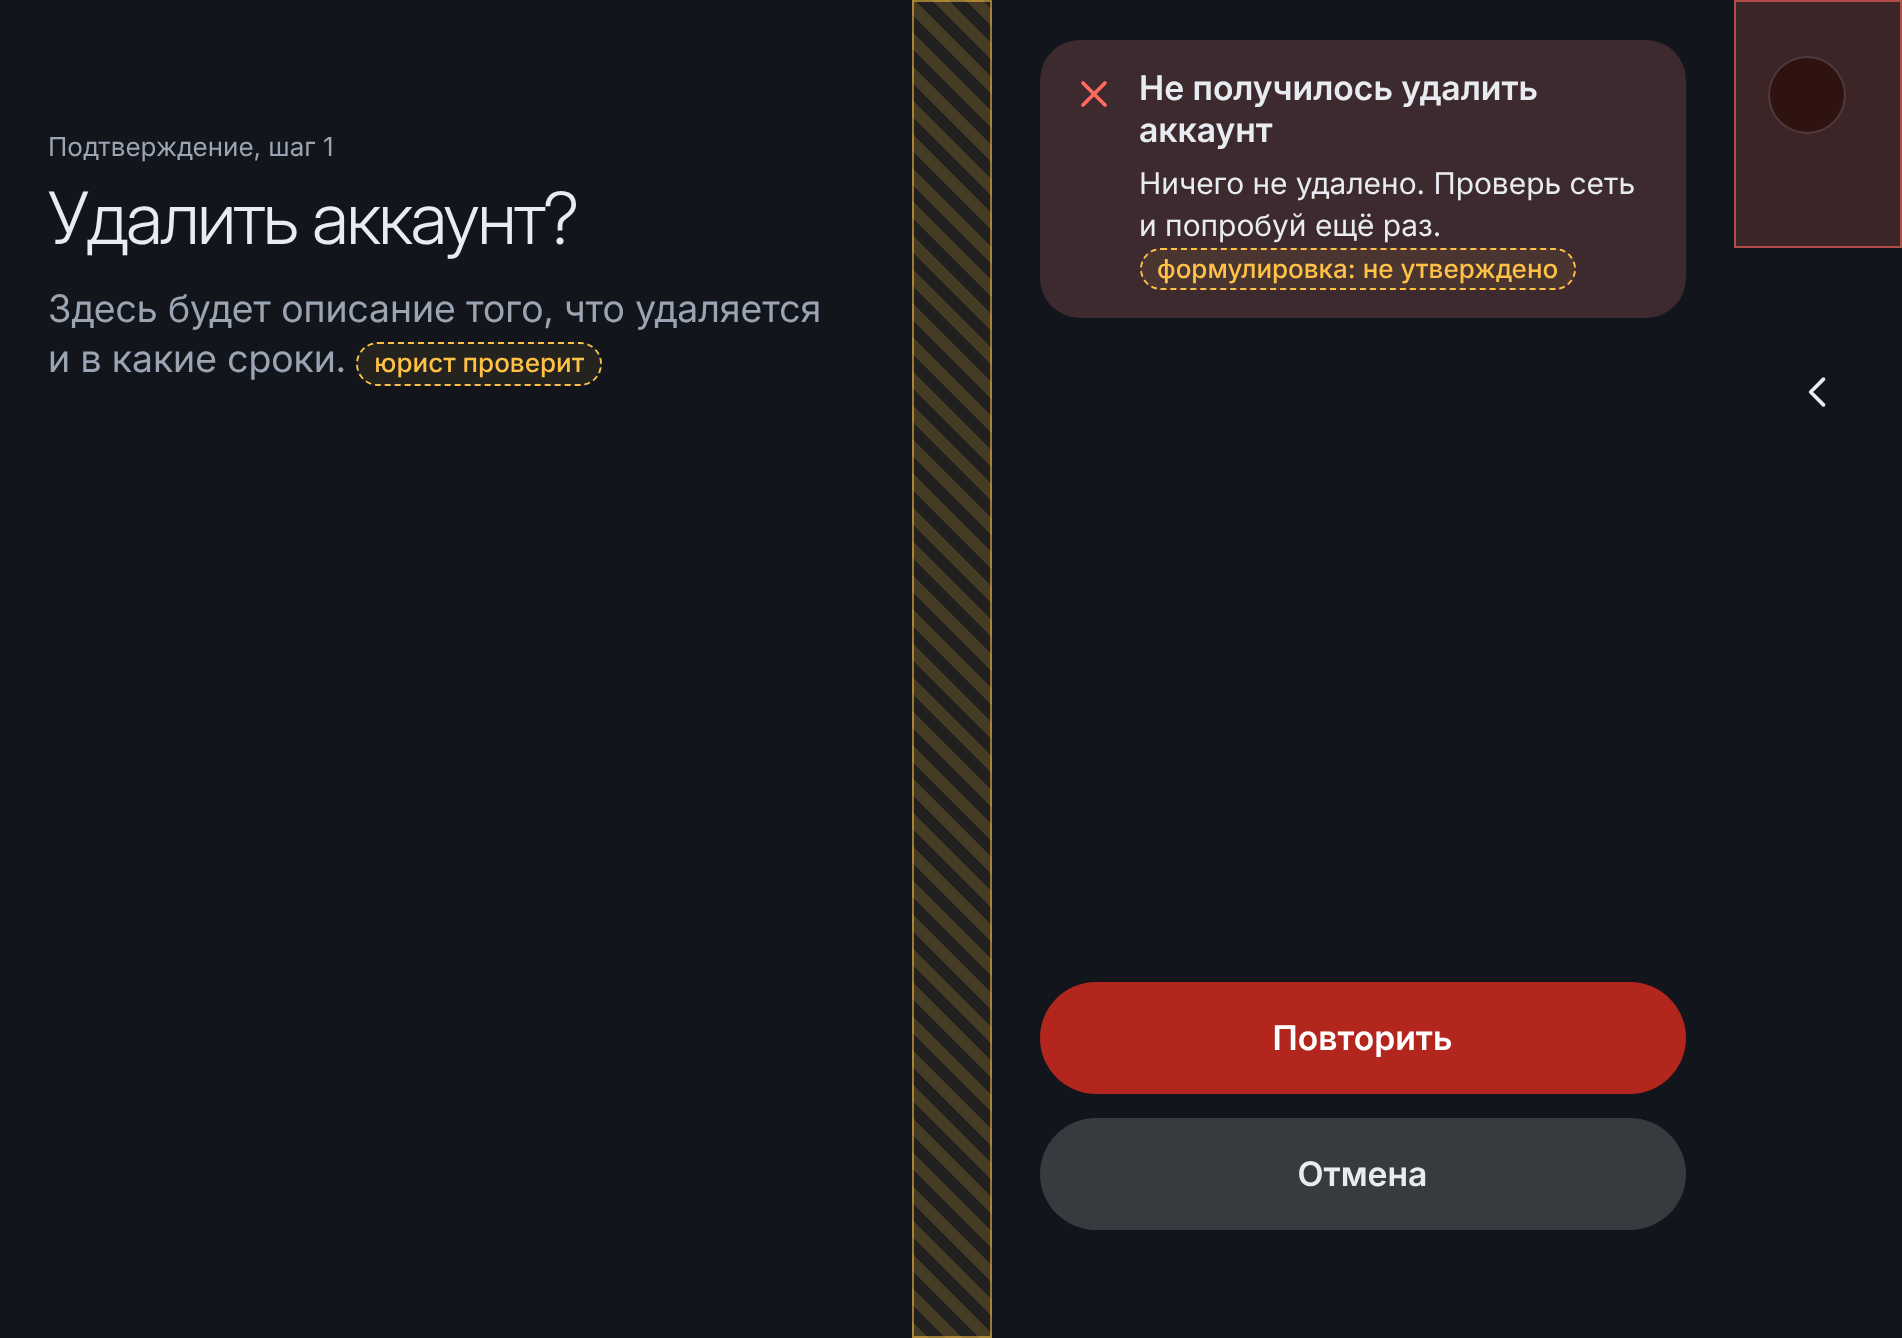 Подтверждение, шаг 1
Удалить аккаунт?
Здесь будет описание того, что удаляется
и в какие сроки. юрист проверит
Не получилось удалить
аккаунт
Ничего не удалено. Проверь сеть
и попробуй ещё раз.
формулировка: не утверждено
Повторить
Отмена